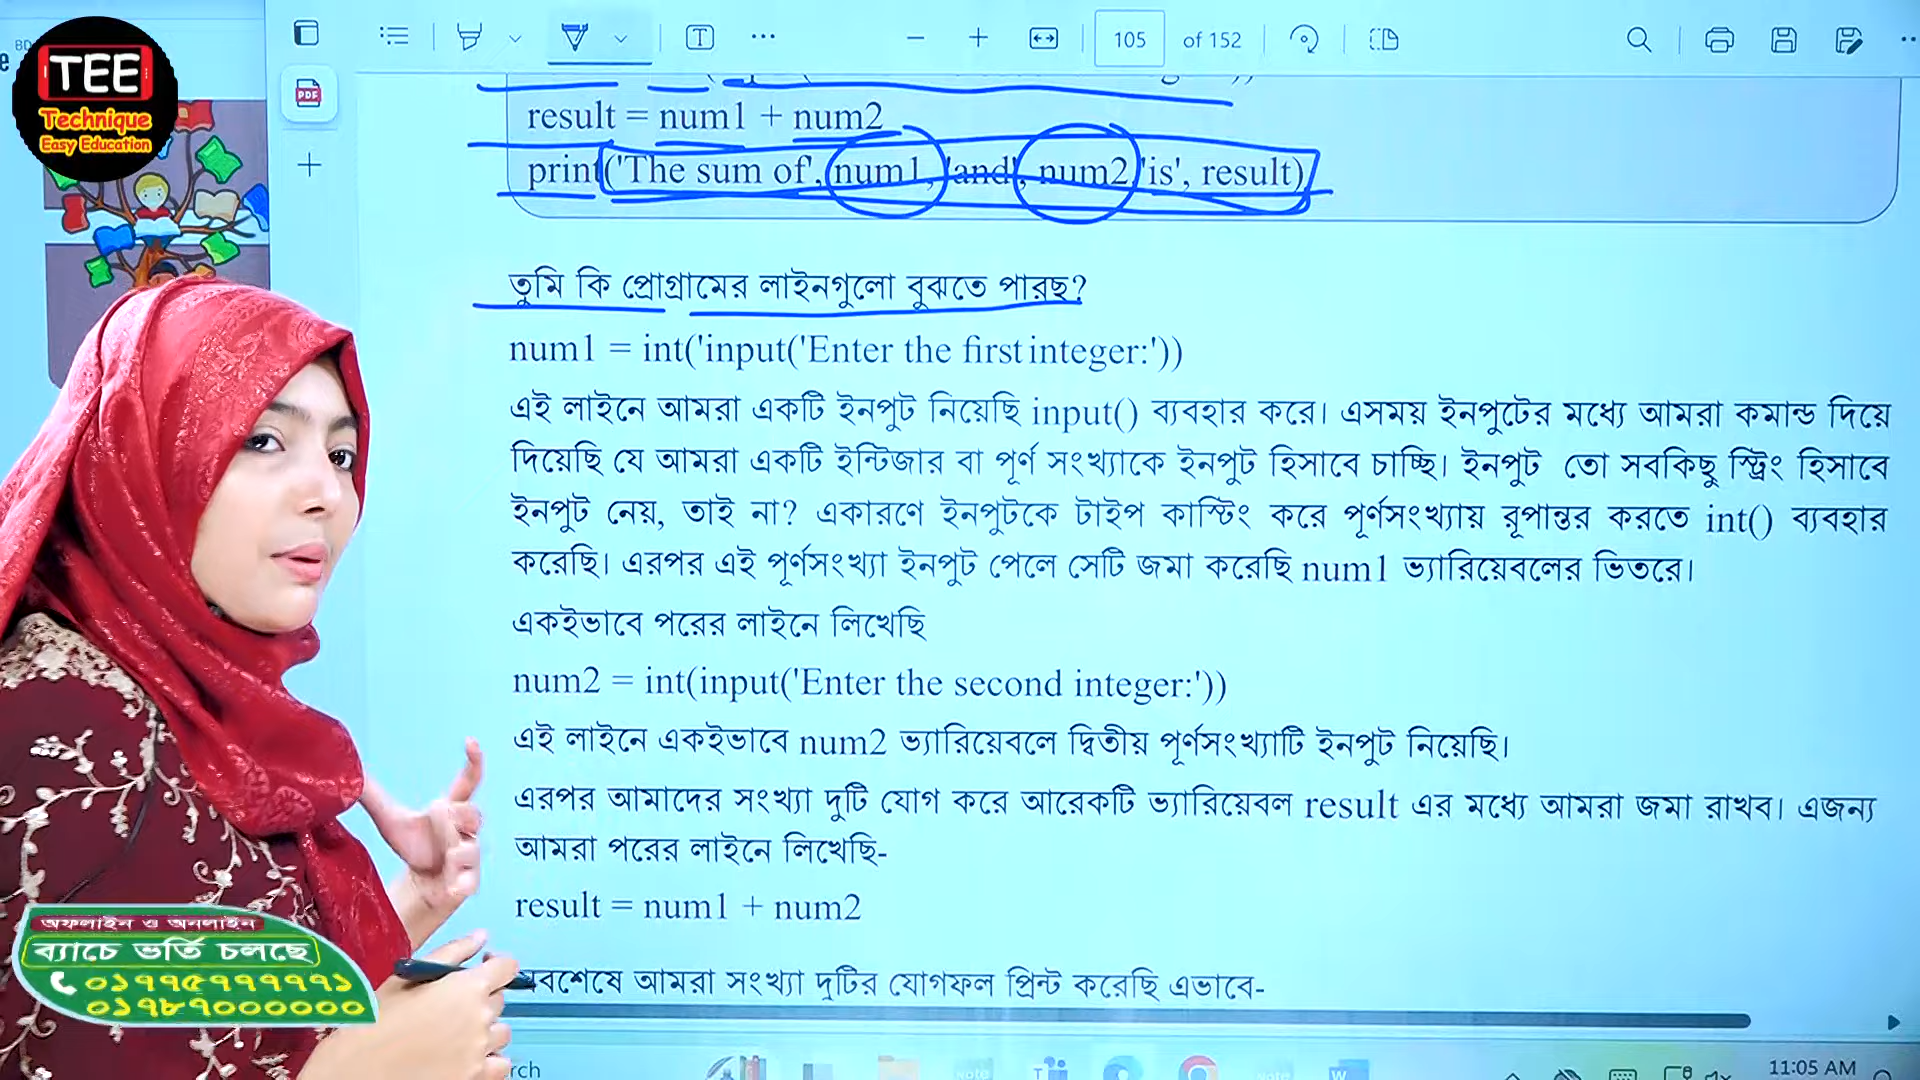 105 of 152
TEE
Technique
Easy Education
PDF
result = num1 + num2
print('The sum of', num1, 'and', num2 'is', result)
তুমি কি প্রোগ্রামের লাইনগুলো বুঝতে পারছ?
num1 = int('input('Enter the first integer:'))
এই লাইনে আমরা একটি ইনপুট নিয়েছি input() ব্যবহার করে। এসময় ইনপুটের মধ্যে আমরা কমান্ড দিয়ে
দিয়েছি যে আমরা একটি ইন্টিজার বা পূর্ণ সংখ্যাকে ইনপুট হিসাবে চাচ্ছি। ইনপুট তো সবকিছু স্ট্রিং হিসাবে
ইনপুট নেয়, তাই না? একারণে ইনপুটকে টাইপ কাস্টিং করে পূর্ণসংখ্যায় রূপান্তর করতে int() ব্যবহার
করেছি। এরপর এই পূর্ণসংখ্যা ইনপুট পেলে সেটি জমা করেছি num1 ভ্যারিয়েবলের ভিতরে।
একইভাবে পরের লাইনে লিখেছি
num2 = int(input('Enter the second integer:'))
এই লাইনে একইভাবে num2 ভ্যারিয়েবলে দ্বিতীয় পূর্ণসংখ্যাটি ইনপুট নিয়েছি।
এরপর আমাদের সংখ্যা দুটি যোগ করে আরেকটি ভ্যারিয়েবল result এর মধ্যে আমরা জমা রাখব। এজন্য
আমরা পরের লাইনে লিখেছি-
result = num1 + num2
আমরা সংখ্যা দুটির যোগফল প্রিন্ট করেছি এভাবে-
অফলাইন ও অনলাইন
ব্যাচে ভর্তি চলছে
০১৭৭৫৭৭৭৭৭১
০১৭৮৭০০০০০০
11:05 AM